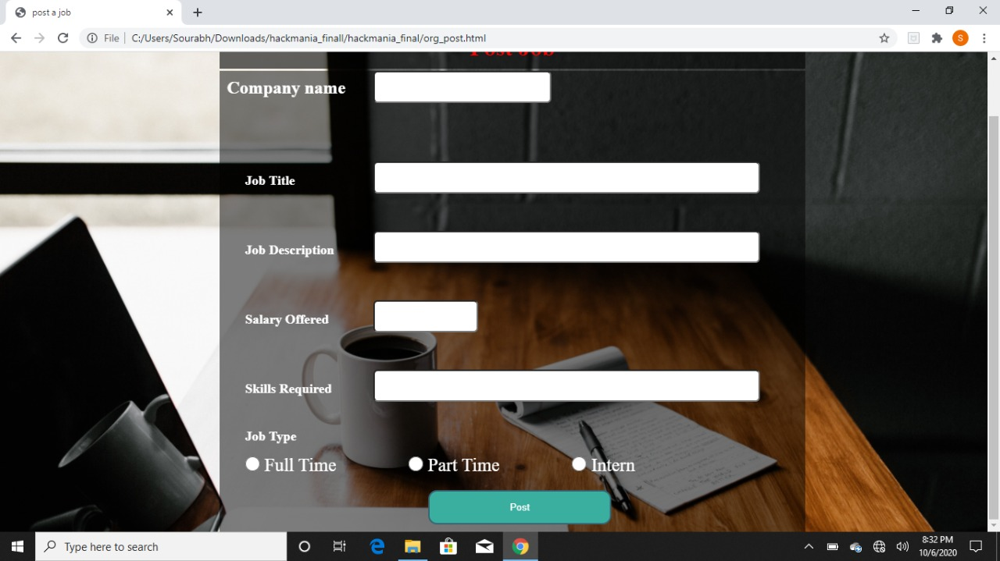 post a job
File
C:/Users/Sourabh/Downloads/hackmania_finall/hackmania_final/org_post.html
S
Post Job
Company name
Job Title
Job Description
Salary Offered
Skills Required
Job Type
Full Time Part Time Intern
Post
Type here to search
8:32 PM
10/6/2020